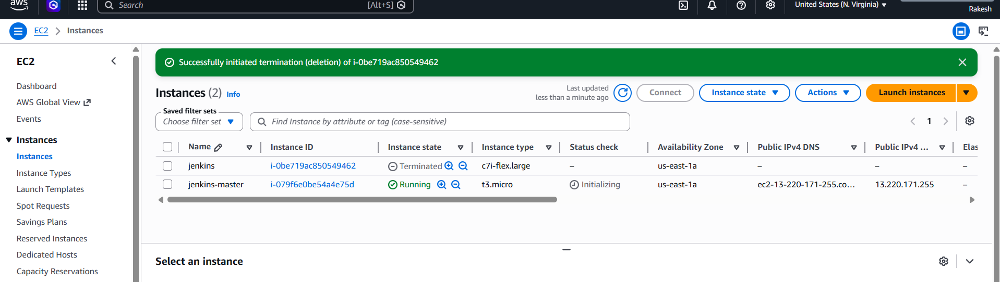 aws
Search
[Alt+S]
United States (N. Virginia)
Rakesh
EC2
Instances
EC2
Dashboard
AWS Global View
Events
Instances
Instances
Instance Types
Launch Templates
Spot Requests
Savings Plans
Reserved Instances
Dedicated Hosts
Capacity Reservations
Successfully initiated termination (deletion) of i-0be719ac850549462
Instances (2) Info
Last updated
less than a minute ago
Connect
Instance state
Actions
Launch instances
Saved filter sets
Choose filter set
Find Instance by attribute or tag (case-sensitive)
1
Name Instance ID Instance state Instance type Status check Availability Zone Public IPv4 DNS Public IPv4 ... Elas
jenkins i-0be719ac850549462 Terminated c7i-flex.large – us-east-1a – – –
jenkins-master i-079f6e0be54a4e75d Running t3.micro Initializing us-east-1a ec2-13-220-171-255.co... 13.220.171.255 –
Select an instance